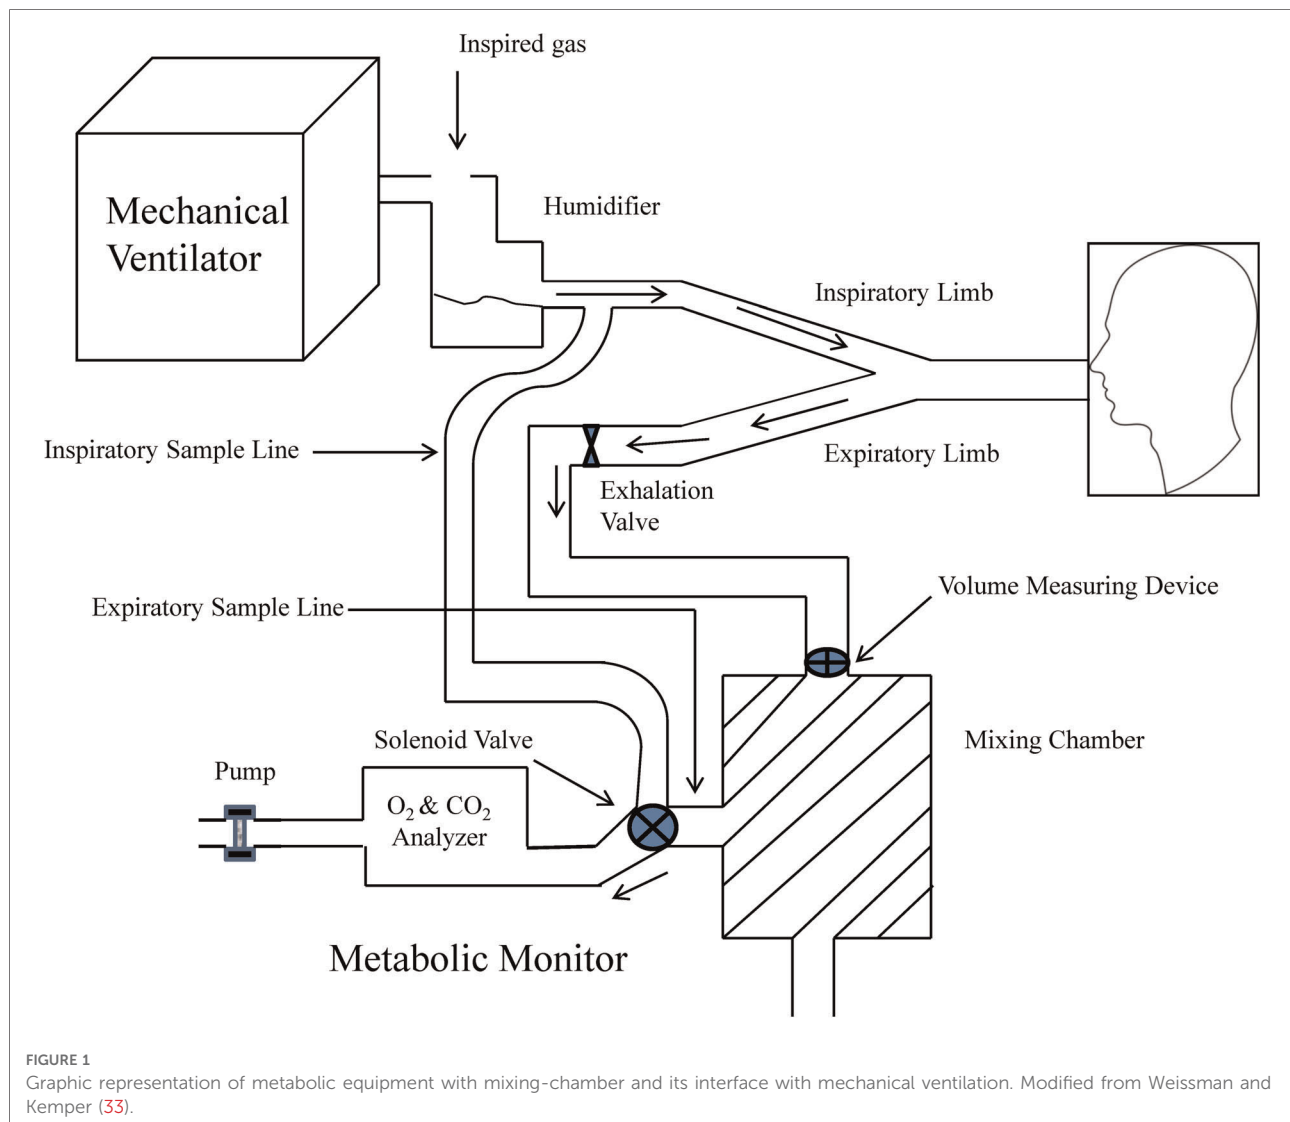 Inspired gas
Mechanical
Ventilator
Humidifier
Inspiratory Limb
Inspiratory Sample Line
Expiratory Limb
Exhalation
Valve
Expiratory Sample Line
Volume Measuring Device
Solenoid Valve
Mixing Chamber
Pump
O₂ & CO₂
Analyzer
Metabolic Monitor
FIGURE 1
Graphic representation of metabolic equipment with mixing-chamber and its interface with mechanical ventilation. Modified from Weissman and
Kemper (33).